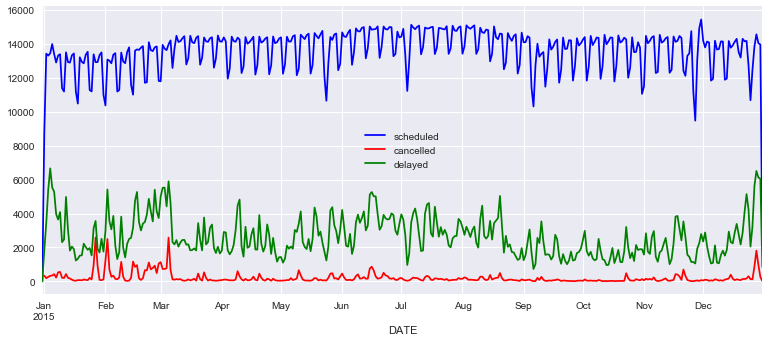 16000
14000
12000
10000
8000
6000
4000
2000
0
scheduled
cancelled
delayed
Jan Feb Mar Apr May Jun Jul Aug Sep Oct Nov Dec
2015
DATE